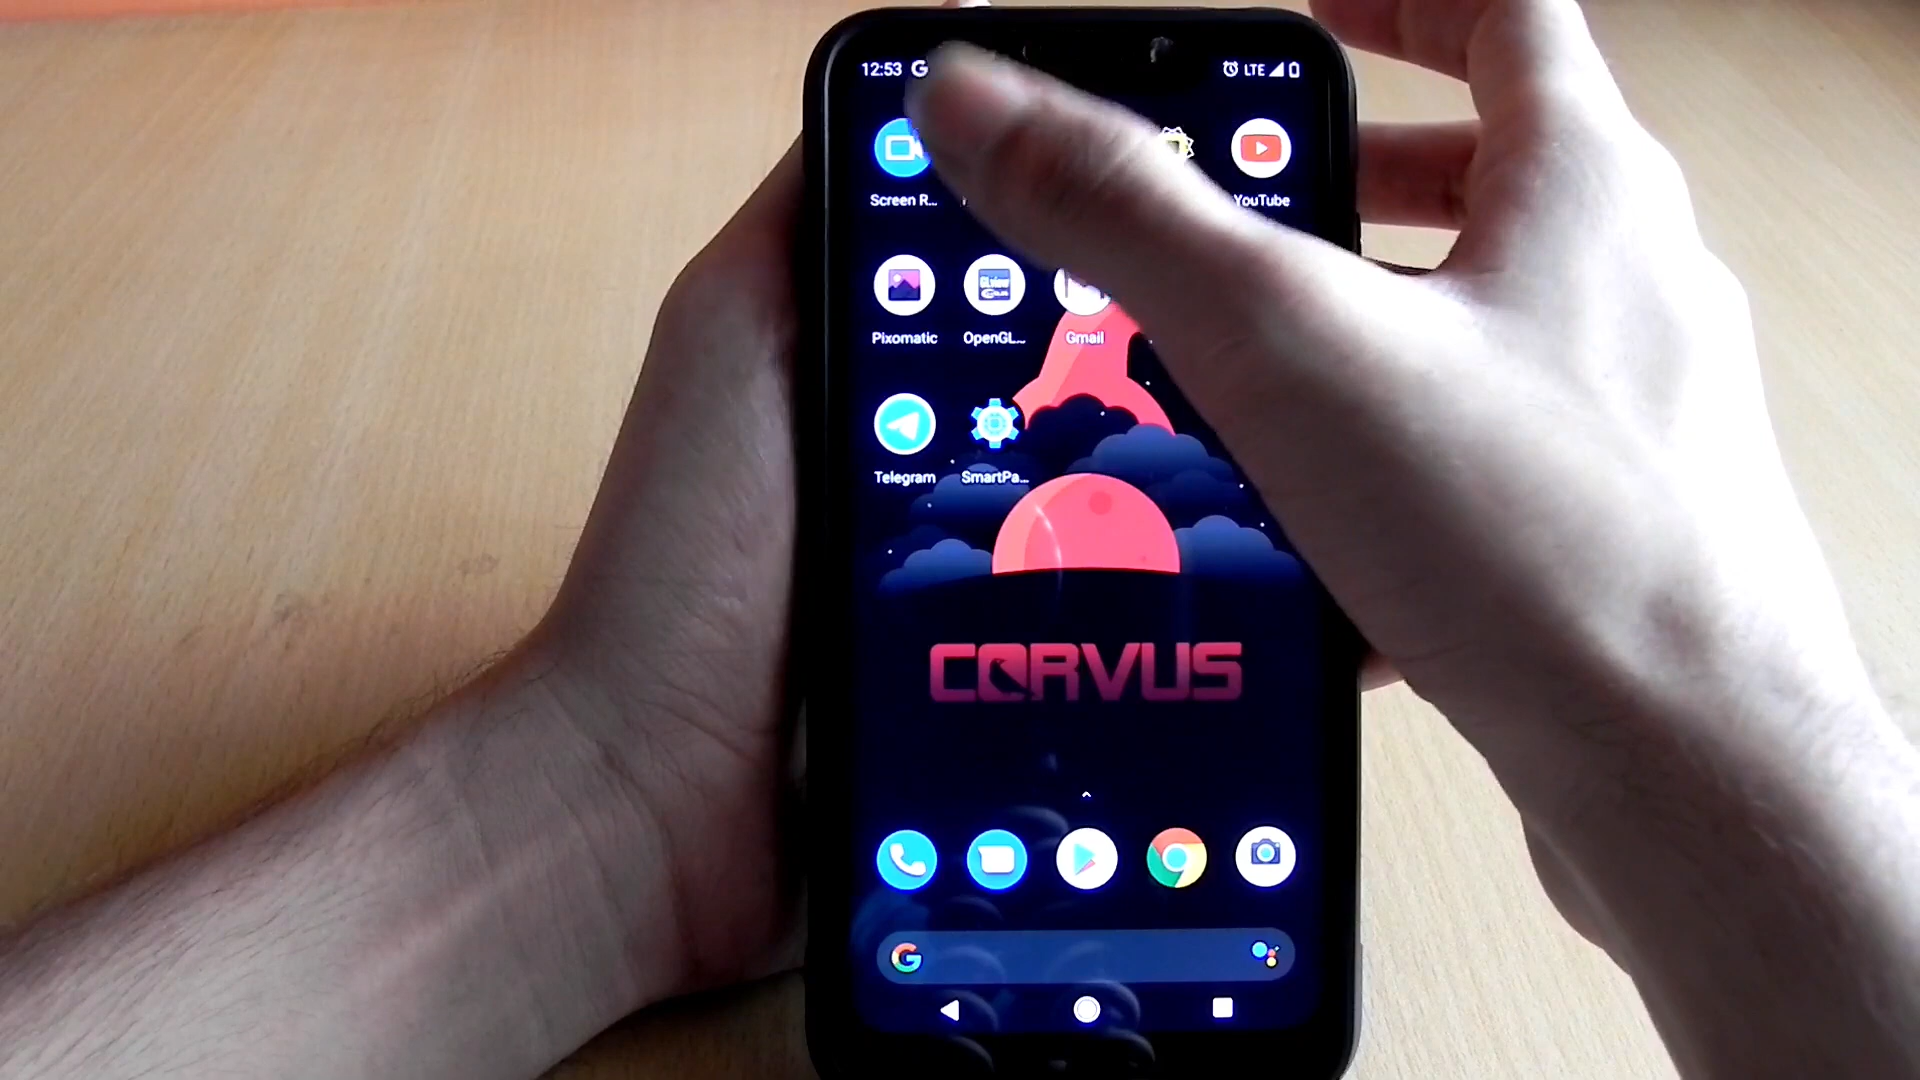 12:53 G LTE
Screen R... YouTube
Pixomatic OpenGL... Gmail
Telegram SmartPa...
CORVUS
G